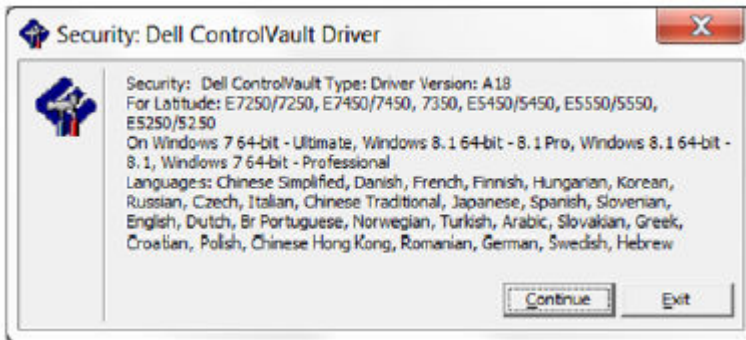 Security: Dell ControlVault Driver
Security: Dell ControlVault Type: Driver Version: A18
For Latitude: E7250/7250, E7450/7450, 7350, E5450/5450, E5550/5550,
E5250/5250
On Windows 7 64-bit - Ultimate, Windows 8.1 64-bit - 8.1 Pro, Windows 8.1 64-bit -
8.1, Windows 7 64-bit - Professional
Languages: Chinese Simplified, Danish, French, Finnish, Hungarian, Korean,
Russian, Czech, Italian, Chinese Traditional, Japanese, Spanish, Slovenian,
English, Dutch, Br Portuguese, Norwegian, Turkish, Arabic, Slovakian, Greek,
Croatian, Polish, Chinese Hong Kong, Romanian, German, Swedish, Hebrew
Continue Exit